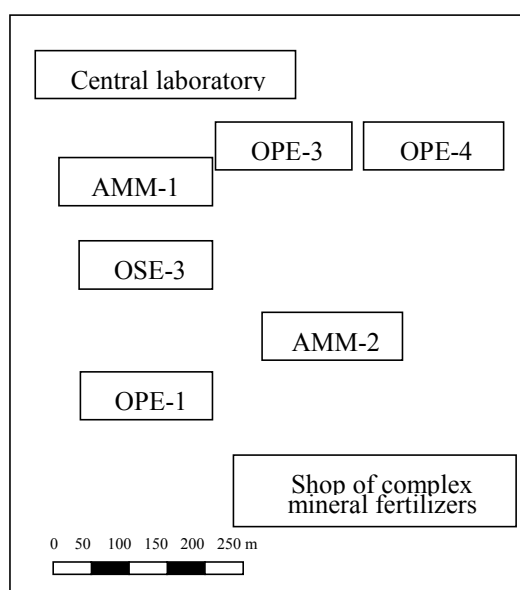 Central laboratory
OPE-3 OPE-4
AMM-1
OSE-3
AMM-2
OPE-1
Shop of complex
mineral fertilizers
0 50 100 150 200 250 m